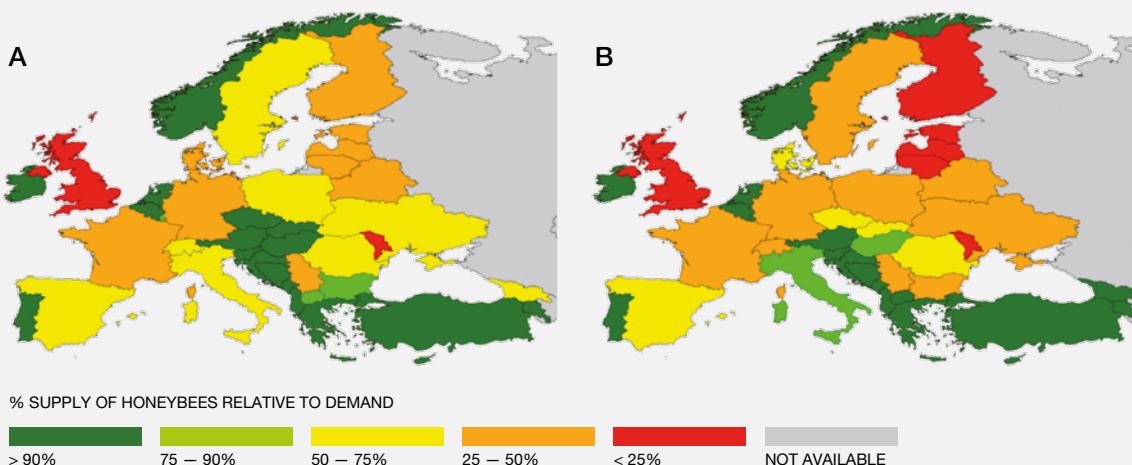 A
B
% SUPPLY OF HONEYBEES RELATIVE TO DEMAND
> 90%
75 — 90%
50 — 75%
25 — 50%
< 25%
NOT AVAILABLE